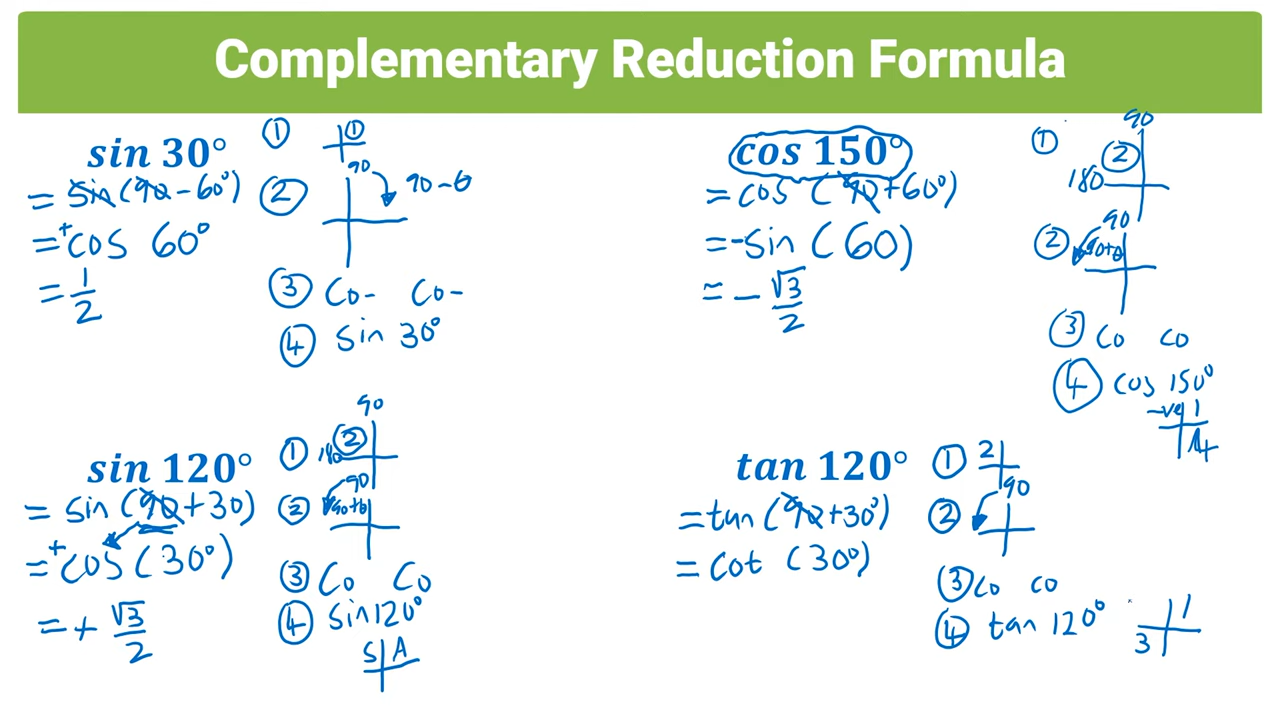 Complementary Reduction Formula
sin 30°
= sin (90 - 60°)
= +cos 60°
= 1/2
①
①
②
90
90 - θ
③ Co- Co-
④ sin 30°
cos 150°
= cos (90 + 60°)
= -sin (60)
= - √3/2
①
90
②
180
②
90
90+θ
③ Co Co
④ cos 150°
-ve 1
4
sin 120°
= sin (90 + 30)
= +cos (30°)
= + √3/2
①
90
②
180
②
90
90+θ
③ Co Co
④ sin 120°
S A
tan 120°
= tan (90 + 30°)
= cot (30°)
① 2
②
90
③ Co Co
④ tan 120°
1
3